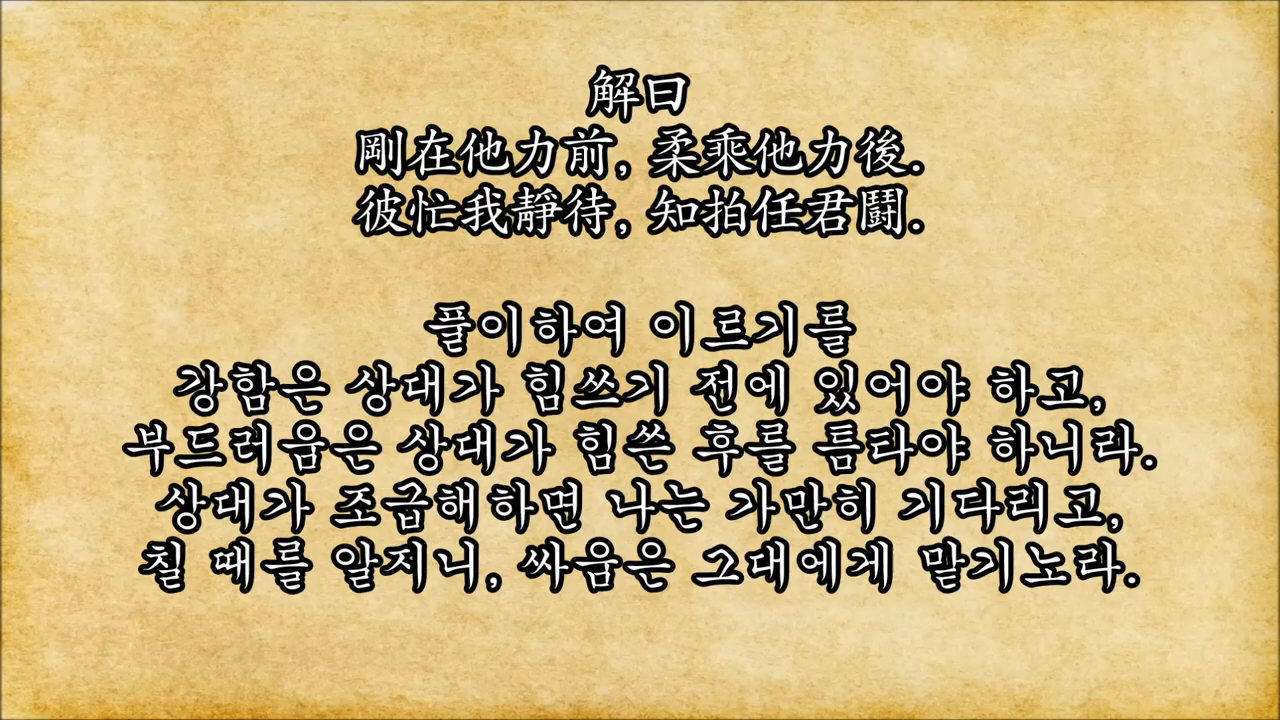 解曰
剛在他力前, 柔乘他力後.
彼忙我靜待, 知拍任君鬪.
풀이하여 이르기를
강함은 상대가 힘쓰기 전에 있어야 하고,
부드러움은 상대가 힘쓴 후를 틈타야 하니라.
상대가 조급해하면 나는 가만히 기다리고,
칠 때를 알지니, 싸움은 그대에게 맡기노라.